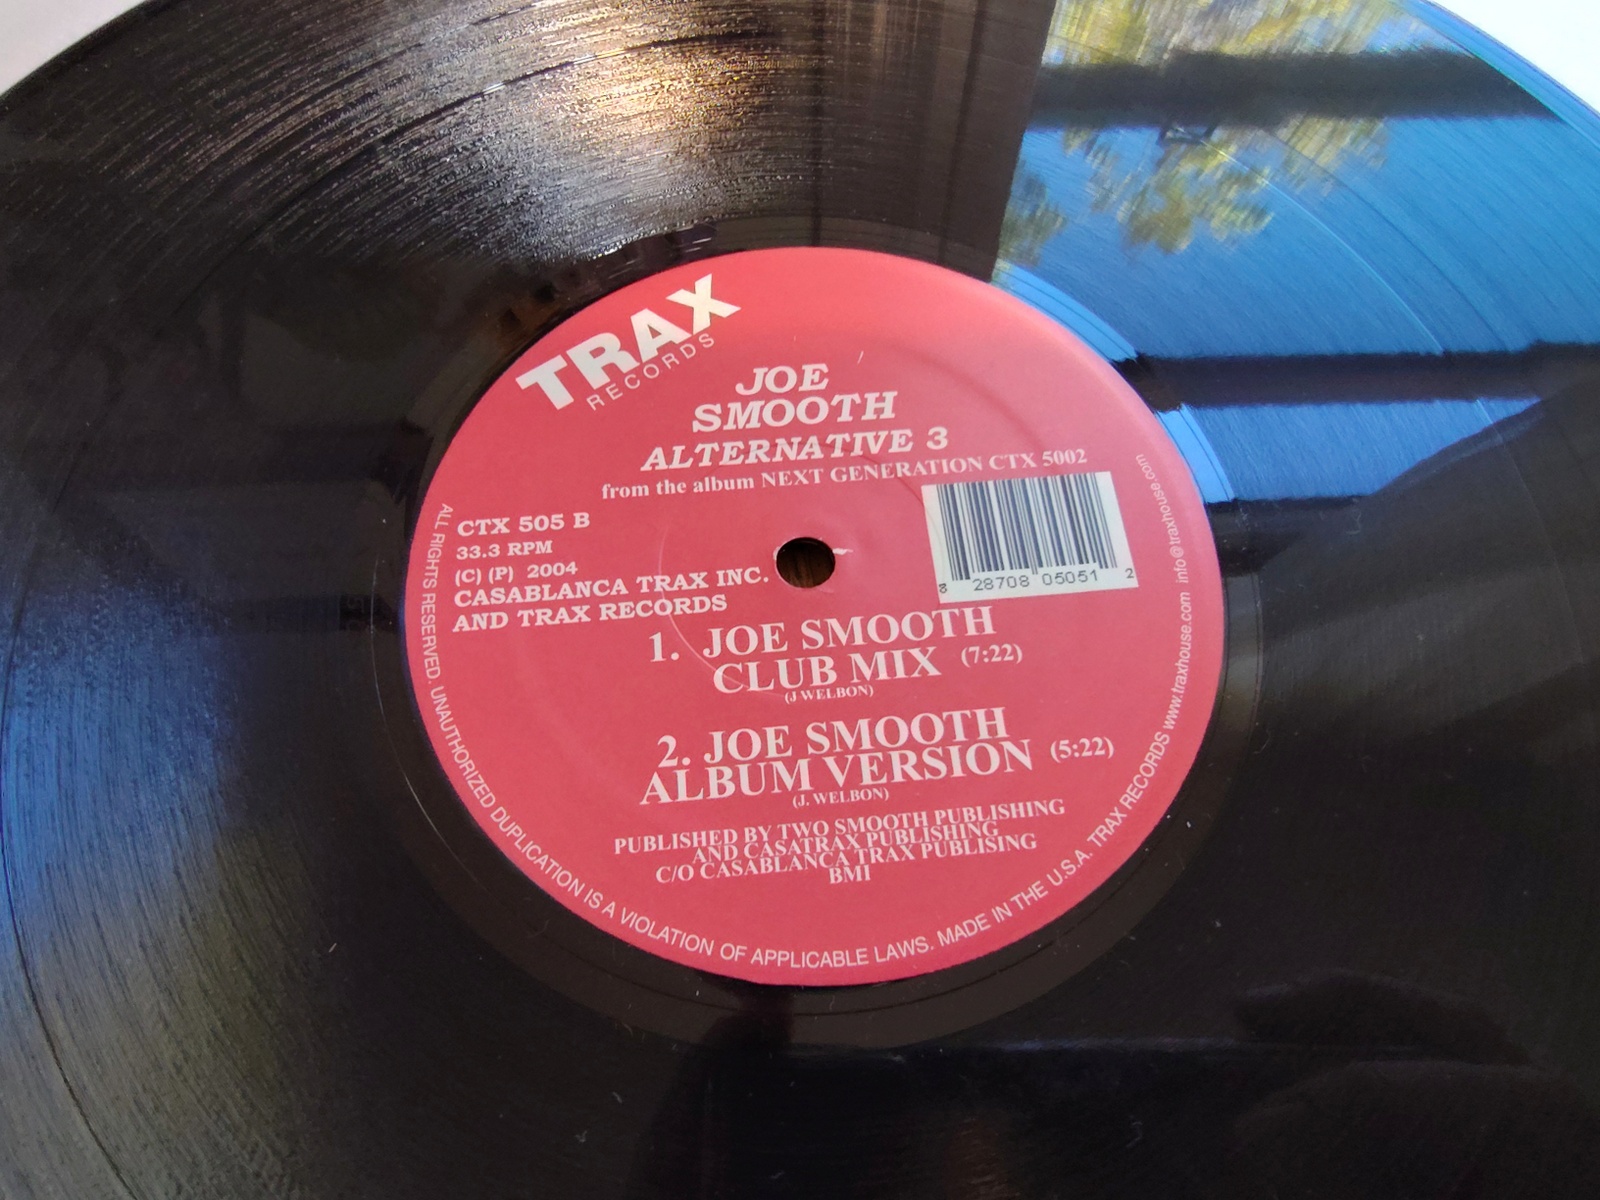 TRAX
RECORDS
JOE
SMOOTH
ALTERNATIVE 3
from the album NEXT GENERATION CTX 5002
CTX 505 B
33.3 RPM
(C) (P) 2004
CASABLANCA TRAX INC.
AND TRAX RECORDS
8 28708 05051 2
1. JOE SMOOTH
CLUB MIX (7:22)
(J WELBON)
2. JOE SMOOTH
ALBUM VERSION (5:22)
(J. WELBON)
PUBLISHED BY TWO SMOOTH PUBLISHING
AND CASATRAX PUBLISHING
C/O CASABLANCA TRAX PUBLISING
BMI
ALL RIGHTS RESERVED. UNAUTHORIZED DUPLICATION IS A VIOLATION OF APPLICABLE LAWS. MADE IN THE U.S.A. TRAX RECORDS www.traxhouse.com info@traxhouse.com